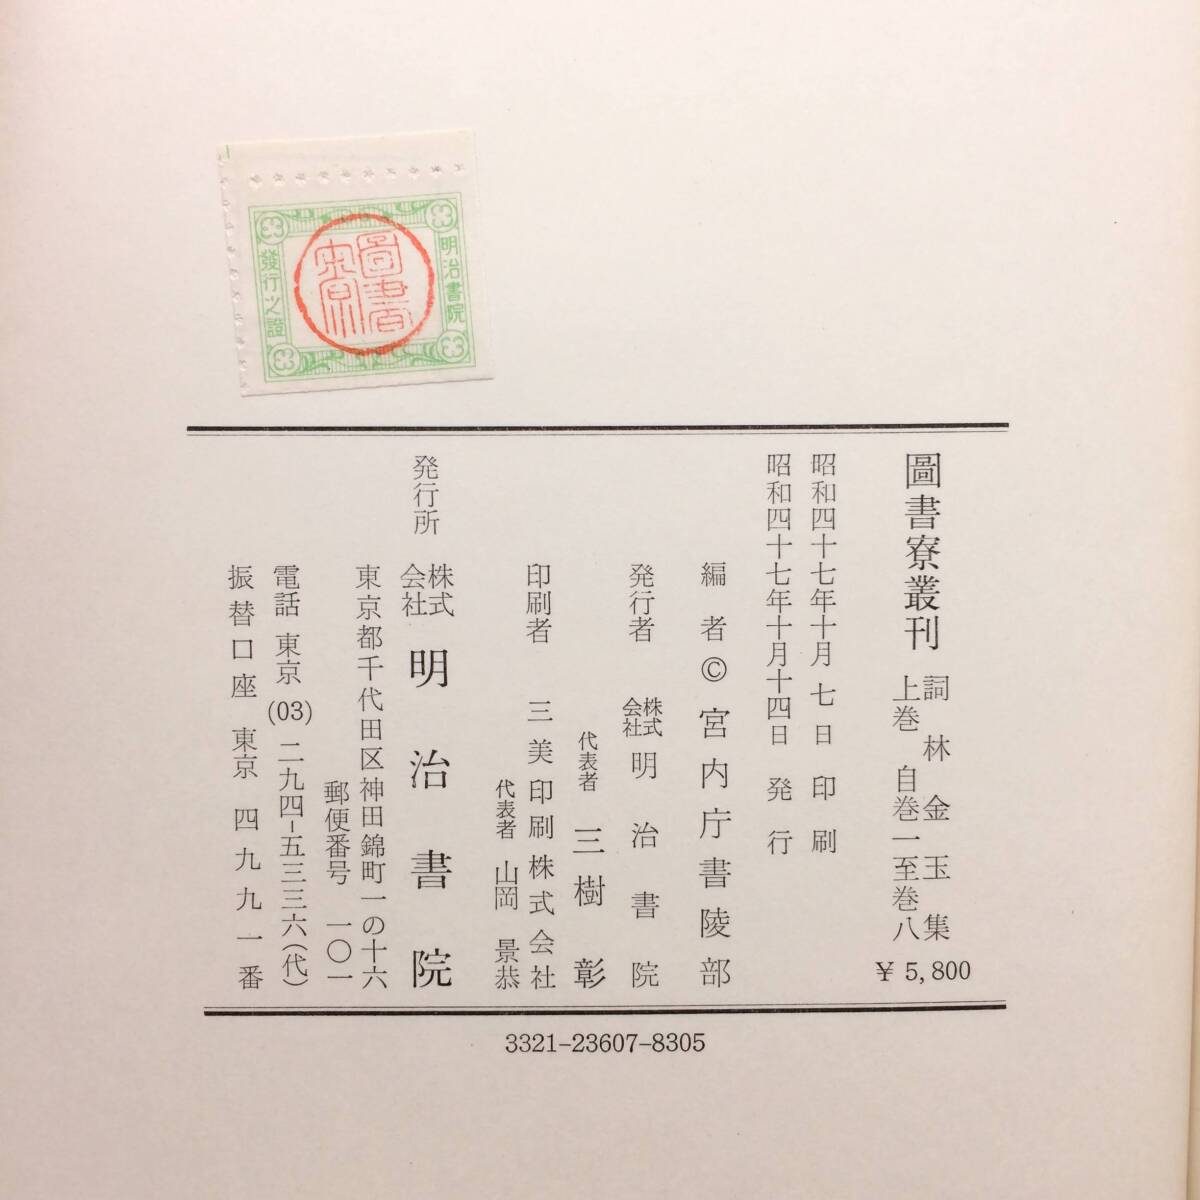 明治書院
圖書寮
發行之證
圖書寮叢刊
詞林金玉集
上巻 自巻一至巻八
¥5,800
昭和四十七年十月七日 印刷
昭和四十七年十月十四日 発行
編者 © 宮内庁書陵部
発行者 株式会社 明治書院
代表者 三樹 彰
印刷者 三美印刷株式会社
代表者 山岡 景恭
発行所 株式会社 明治書院
東京都千代田区神田錦町一の十六
郵便番号 一〇一
電話 東京 (03) 二九四-五三三六(代)
振替口座 東京 四九九一番
3321-23607-8305